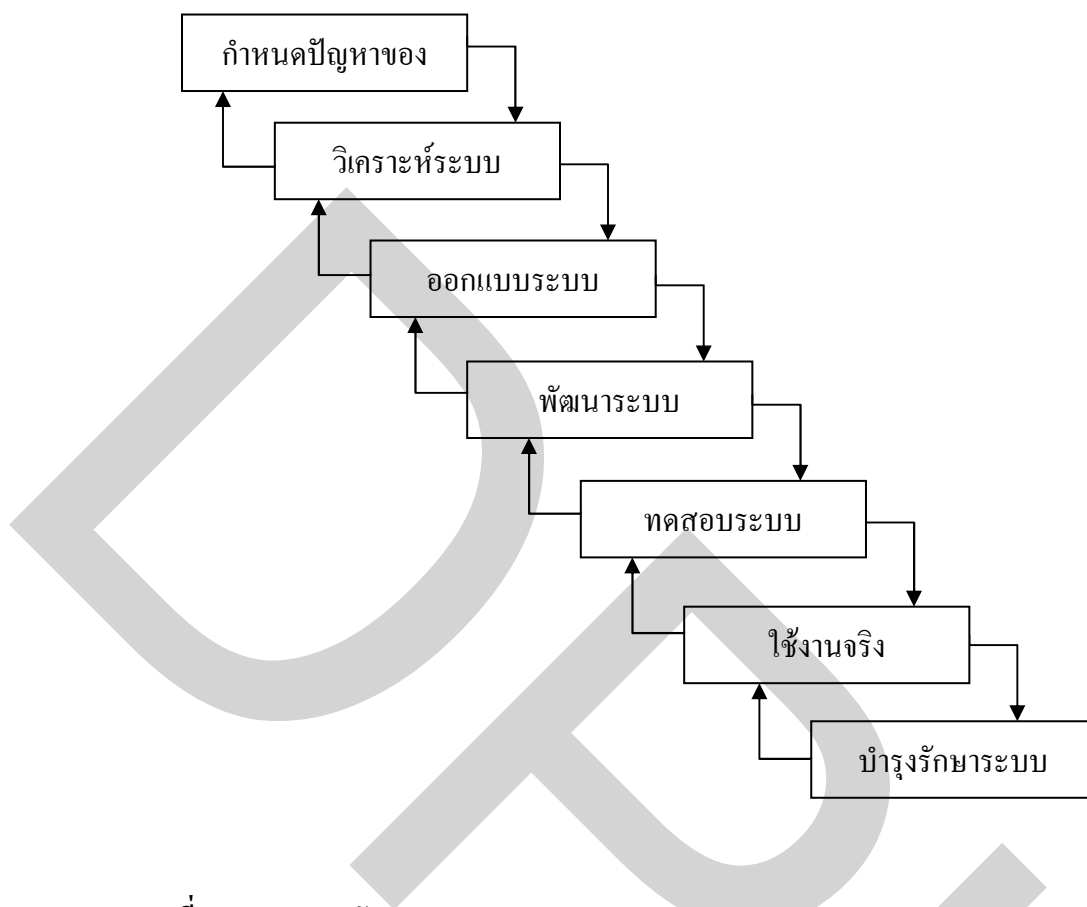 กำหนดปัญหาของ
วิเคราะห์ระบบ
ออกแบบระบบ
พัฒนาระบบ
ทดสอบระบบ
ใช้งานจริง
บำรุงรักษาระบบ